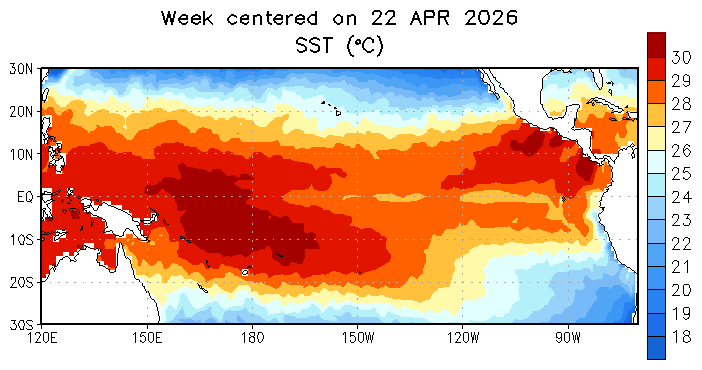 Week centered on 22 APR 2026
SST (°C)
30N
20N
10N
EQ
10S
20S
30S
120E 150E 180 150W 120W 90W
30
29
28
27
26
25
24
23
22
21
20
19
18